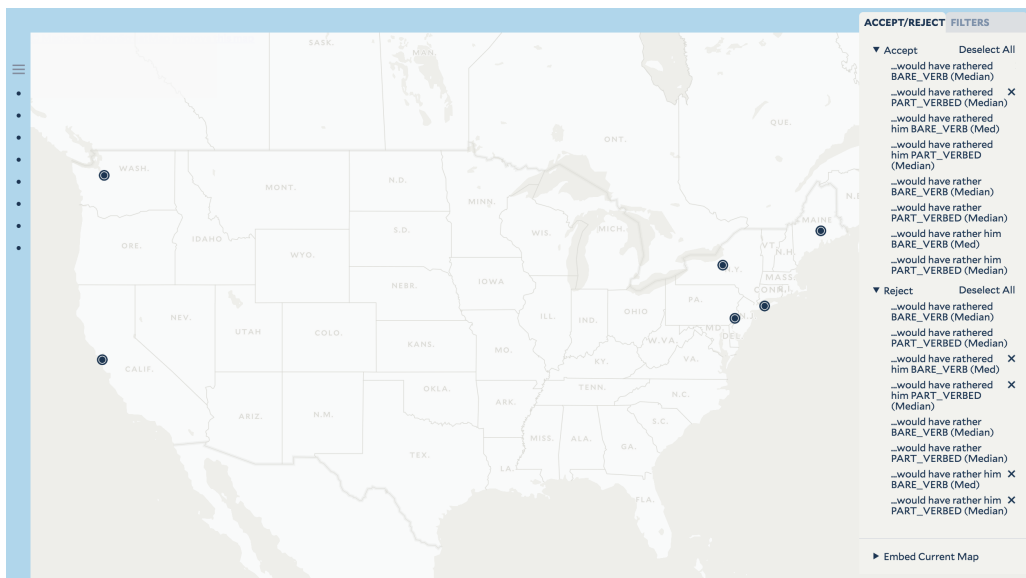 ACCEPT/REJECT FILTERS
▼ Accept Deselect All
...would have rathered
BARE_VERB (Median)
...would have rathered ✕
PART_VERBED (Median)
...would have rathered
him BARE_VERB (Med)
...would have rathered
him PART_VERBED
(Median)
...would have rather
BARE_VERB (Median)
...would have rather
PART_VERBED (Median)
...would have rather him
BARE_VERB (Med)
...would have rather him
PART_VERBED (Median)
▼ Reject Deselect All
...would have rathered
BARE_VERB (Median)
...would have rathered
PART_VERBED (Median)
...would have rathered ✕
him BARE_VERB (Med)
...would have rathered ✕
him PART_VERBED
(Median)
...would have rather
BARE_VERB (Median)
...would have rather
PART_VERBED (Median)
...would have rather him ✕
BARE_VERB (Med)
...would have rather him ✕
PART_VERBED (Median)
▶ Embed Current Map
SASK.
MAN.
ONT.
QUE.
WASH.
MONT.
N.D.
MINN.
MAINE
ORE.
IDAHO
WYO.
S.D.
WIS.
MICH.
VT.
N.H
MASS
CONN.
NEBR.
IOWA
PA.
NEV.
UTAH
COLO.
KANS.
MO.
ILL.
IND.
OHIO
MD.
DEL
N.J
W.VA.
VA.
KY.
CALIF.
ARIZ.
N.M.
OKLA.
ARK.
TENN.
N.C.
S.C.
TEX.
LA.
MISS.
ALA.
GA.
FLA.